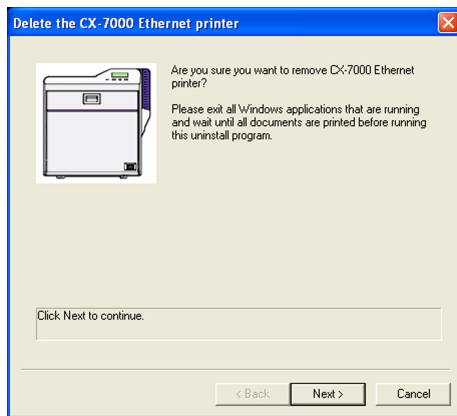 Delete the CX-7000 Ethernet printer
Are you sure you want to remove CX-7000 Ethernet
printer?
Please exit all Windows applications that are running
and wait until all documents are printed before running
this uninstall program.
Click Next to continue.
< Back
Next >
Cancel